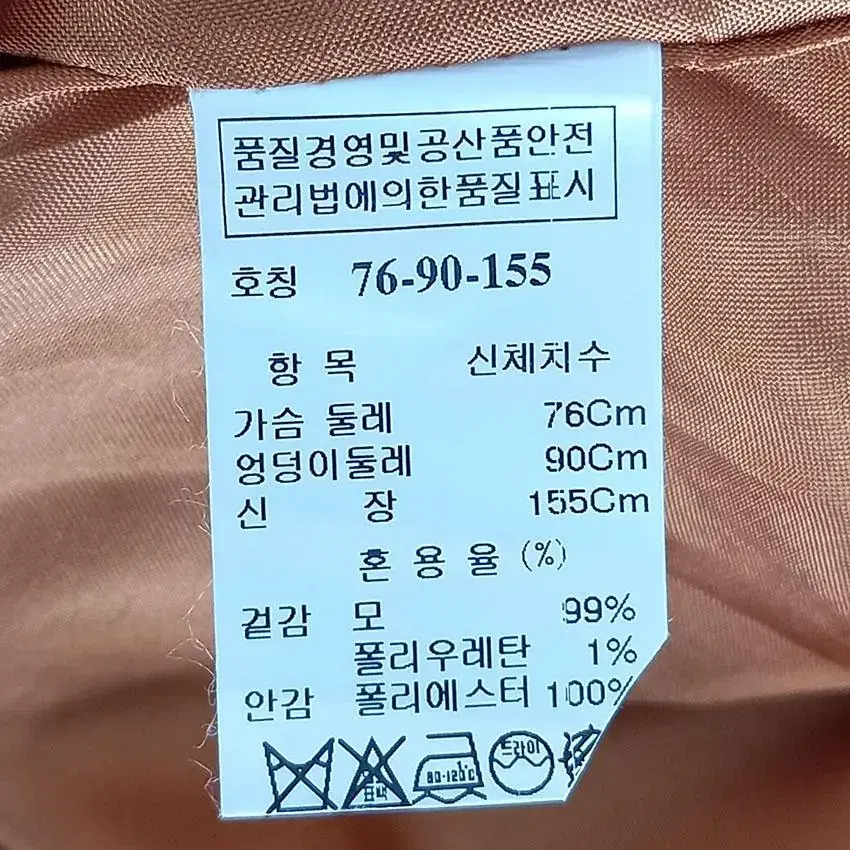 품질경영및공산품안전
관리법에의한품질표시
호칭 76-90-155
항 목 신체치수
가슴 둘레 76Cm
엉덩이둘레 90Cm
신 장 155Cm
혼 용 율 (%)
겉감 모 99%
폴리우레탄 1%
안감 폴리에스터 100%
표백 80-120℃ 드라이